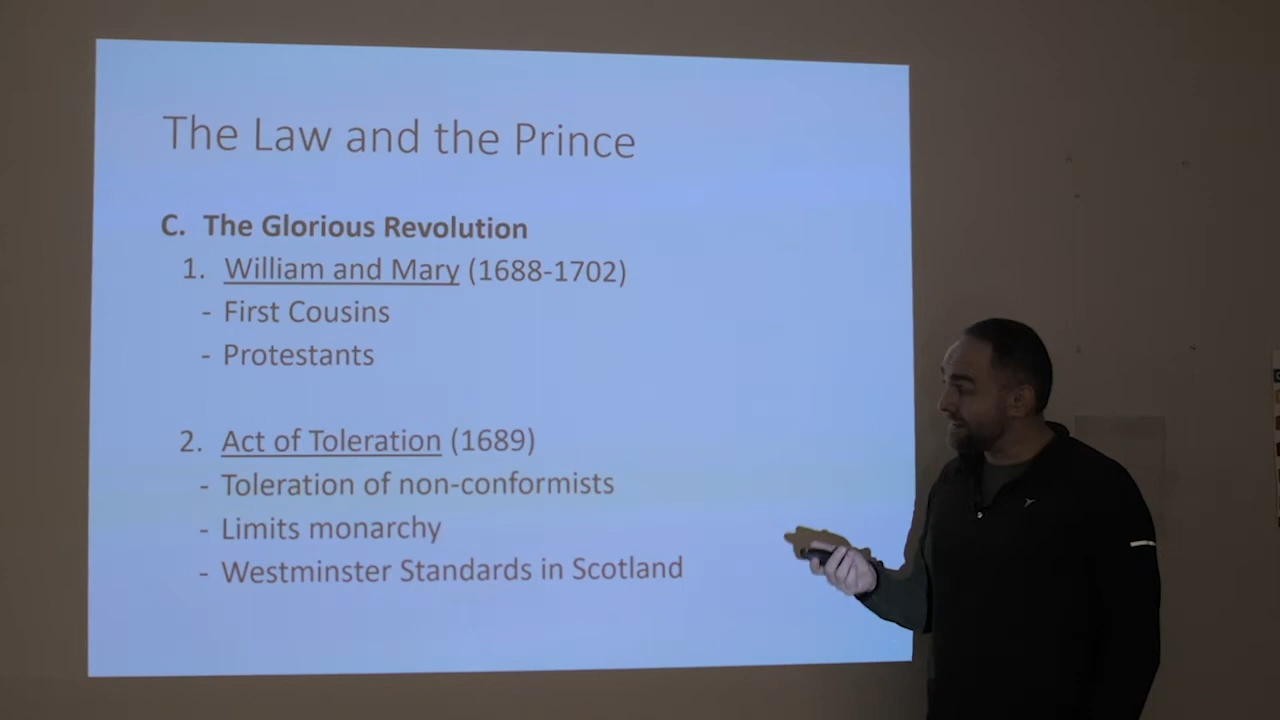 The Law and the Prince
C. The Glorious Revolution
1. William and Mary (1688-1702)
- First Cousins
- Protestants
2. Act of Toleration (1689)
- Toleration of non-conformists
- Limits monarchy
- Westminster Standards in Scotland